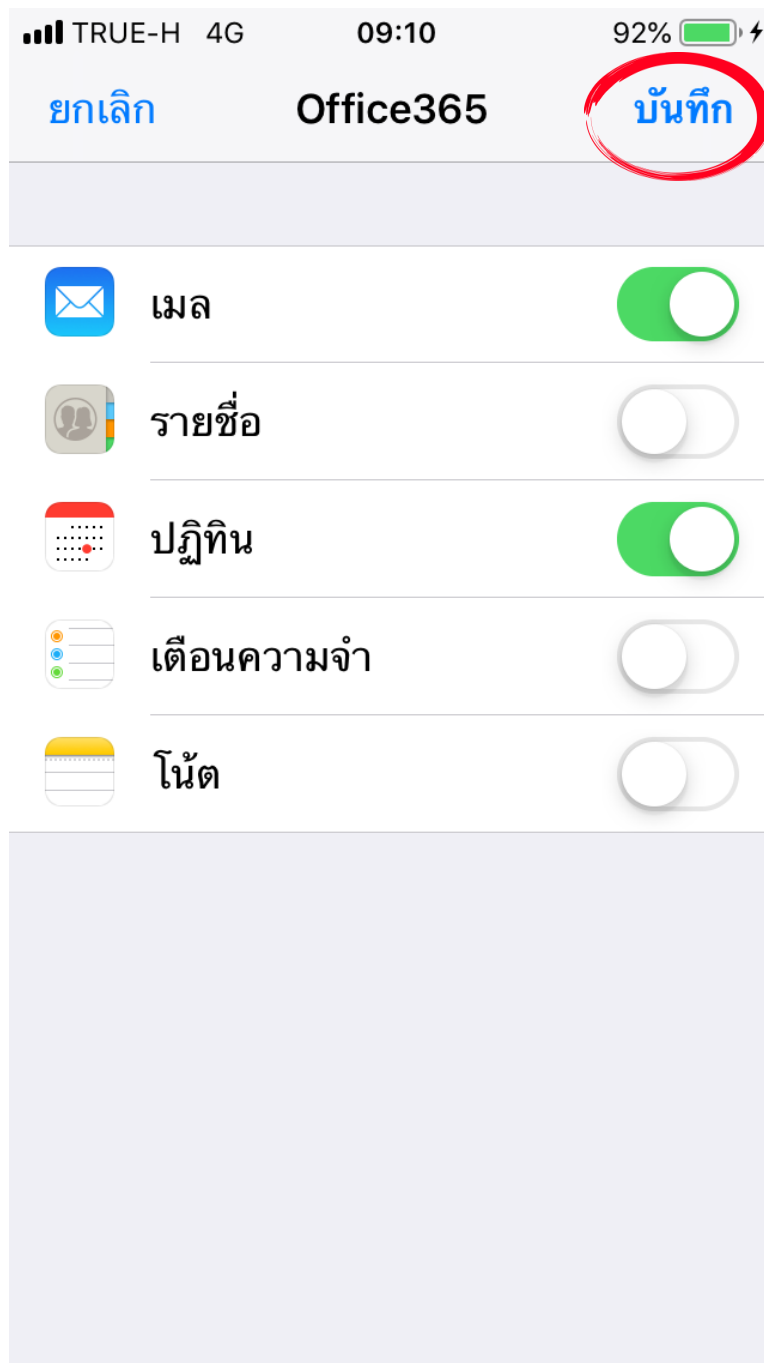 TRUE-H 4G 09:10 92%
ยกเลิก Office365 บันทึก
เมล
รายชื่อ
ปฏิทิน
เตือนความจำ
โน้ต